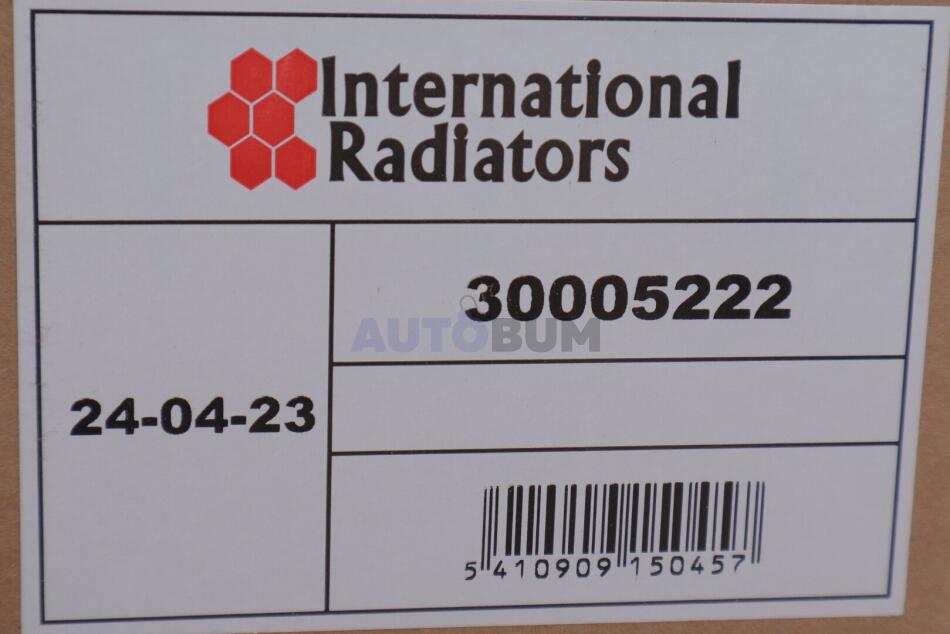 International
Radiators
30005222
AUTOBUM
24-04-23
5 410909 150457